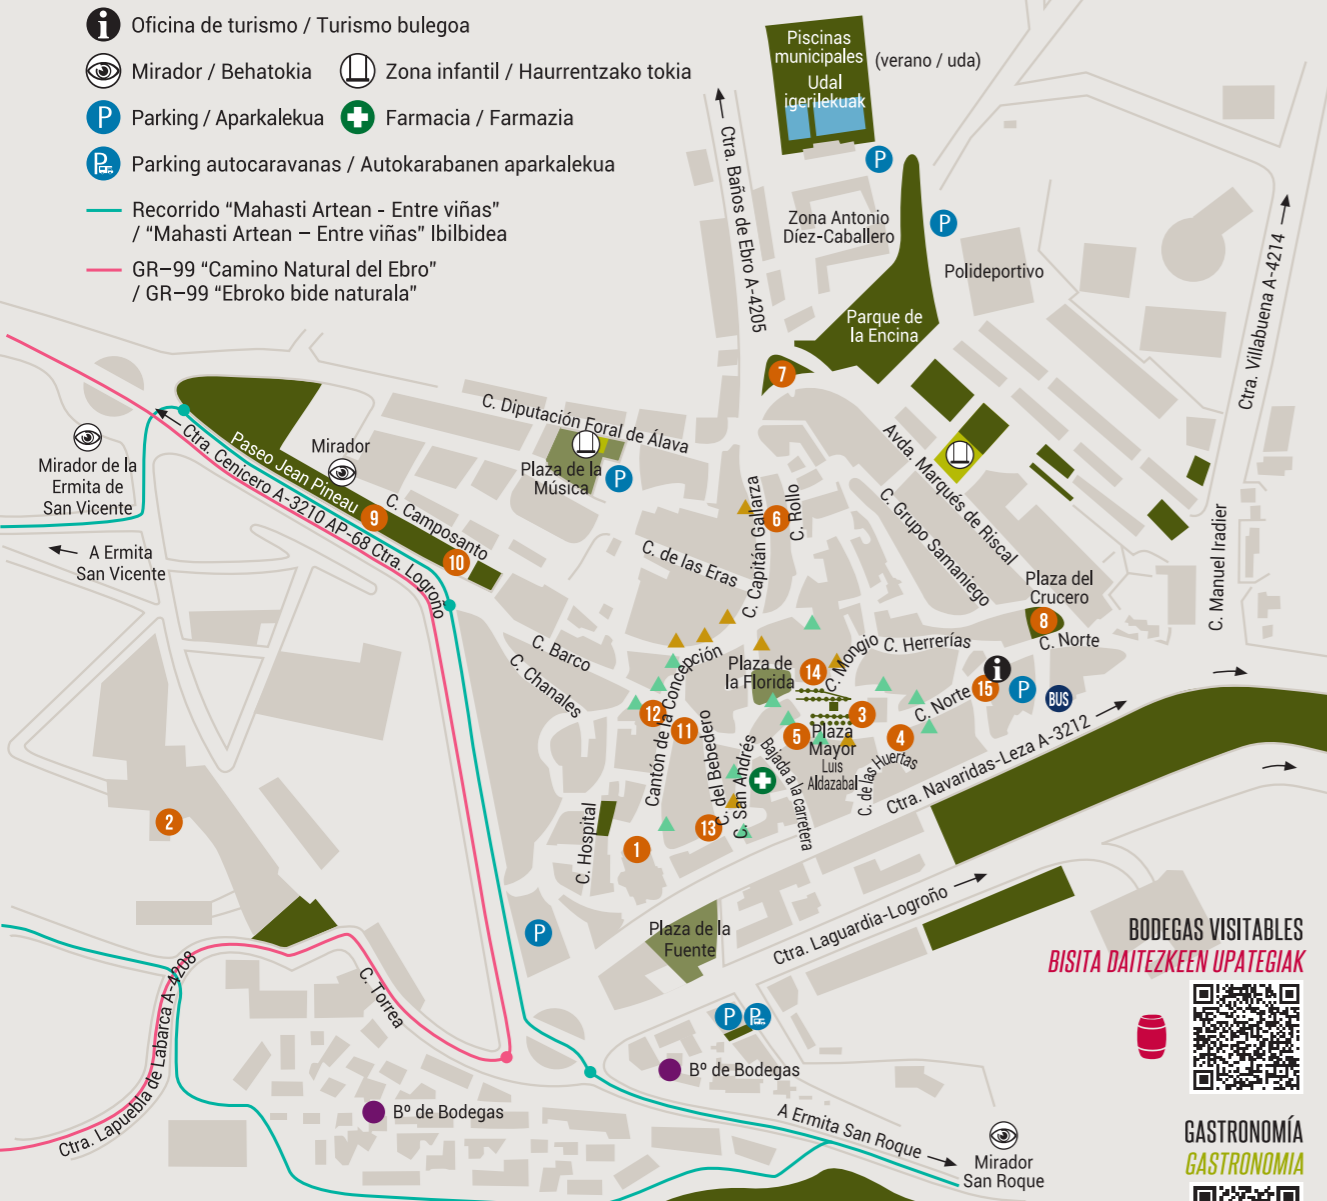 Oficina de turismo / Turismo bulegoa
Mirador / Behatokia
Zona infantil / Haurrentzako tokia
P Parking / Aparkalekua
Farmacia / Farmazia
P Parking autocaravanas / Autokarabanen aparkalekua
Recorrido “Mahasti Artean - Entre viñas”
/ “Mahasti Artean – Entre viñas” Ibilbidea
GR–99 “Camino Natural del Ebro”
/ GR–99 “Ebroko bide naturala”
Piscinas
municipales
Udal
igerilekuak
(verano / uda)
P
Ctra. Baños de Ebro A-4205
Zona Antonio
Díez-Caballero
P
Polideportivo
Parque de
la Encina
Ctra. Villabuena A-4214
7
C. Diputación Foral de Álava
Plaza de la
Música
P
Mirador
Mirador de la
Ermita de
San Vicente
Paseo Jean Pineau
Ctra. Cenicero A-3210 AP-68 Ctra. Logroño
9
C. Camposanto
10
A Ermita
San Vicente
Avda. Marqués de Riscal
C. Grupo Samaniego
C. Capitán Gallarza
6
C. Rollo
C. de las Eras
Plaza del
Crucero
8
C. Norte
C. Manuel Iradier
C. Barco
C. Chanales
Cantón de la Concepción
Plaza de
la Florida
14
C. Mongio
C. Herrerías
C. Norte
15
P
BUS
12
11
C. del Bebedero
C. San Andrés
Bajada a la carretera
5
3
4
Plaza
Mayor
Luis
Aldazabal
C. de las Huertas
Ctra. Navaridas-Leza A-3212
2
C. Hospital
1
13
P
Plaza de la
Fuente
Ctra. Laguardia-Logroño
Ctra. Lapuebla de Labarca A-4208
C. Torrea
P
P
Bº de Bodegas
Bº de Bodegas
A Ermita San Roque
Mirador
San Roque
BODEGAS VISITABLES
BISITA DAITEZKEEN UPATEGIAK
GASTRONOMÍA
GASTRONOMIA